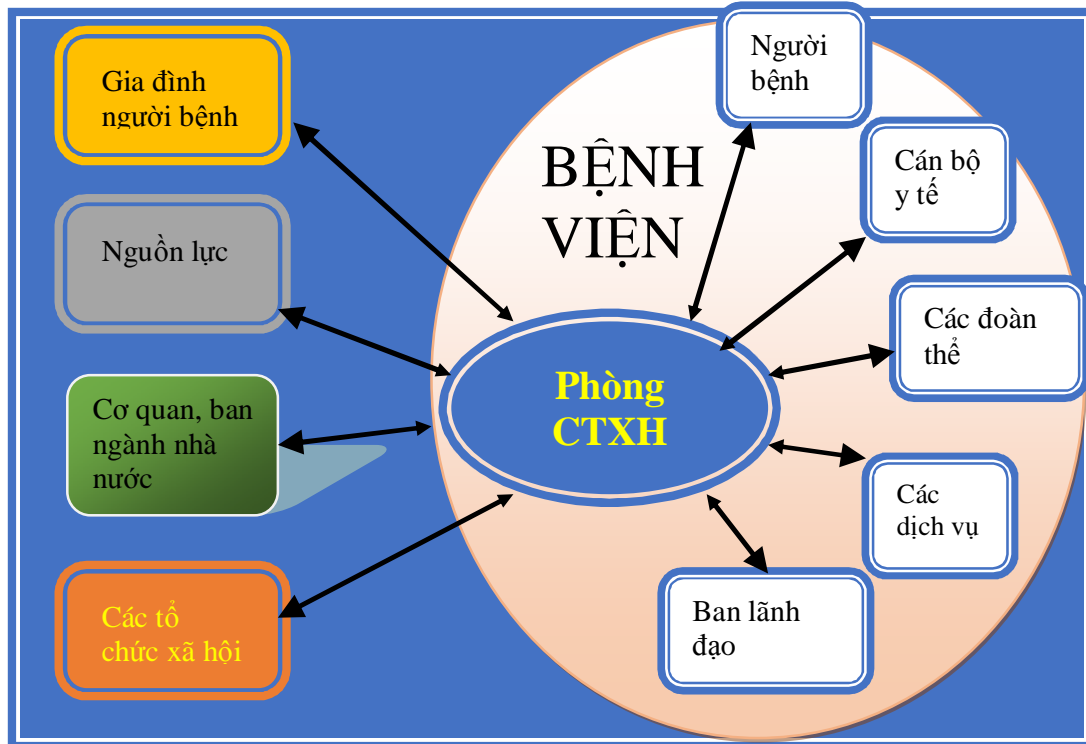 Gia đình
người bệnh
Nguồn lực
Cơ quan, ban
ngành nhà
nước
Các tổ
chức xã hội
BỆNH
VIỆN
Phòng
CTXH
Người
bệnh
Cán bộ
y tế
Các đoàn
thể
Các
dịch vụ
Ban lãnh
đạo